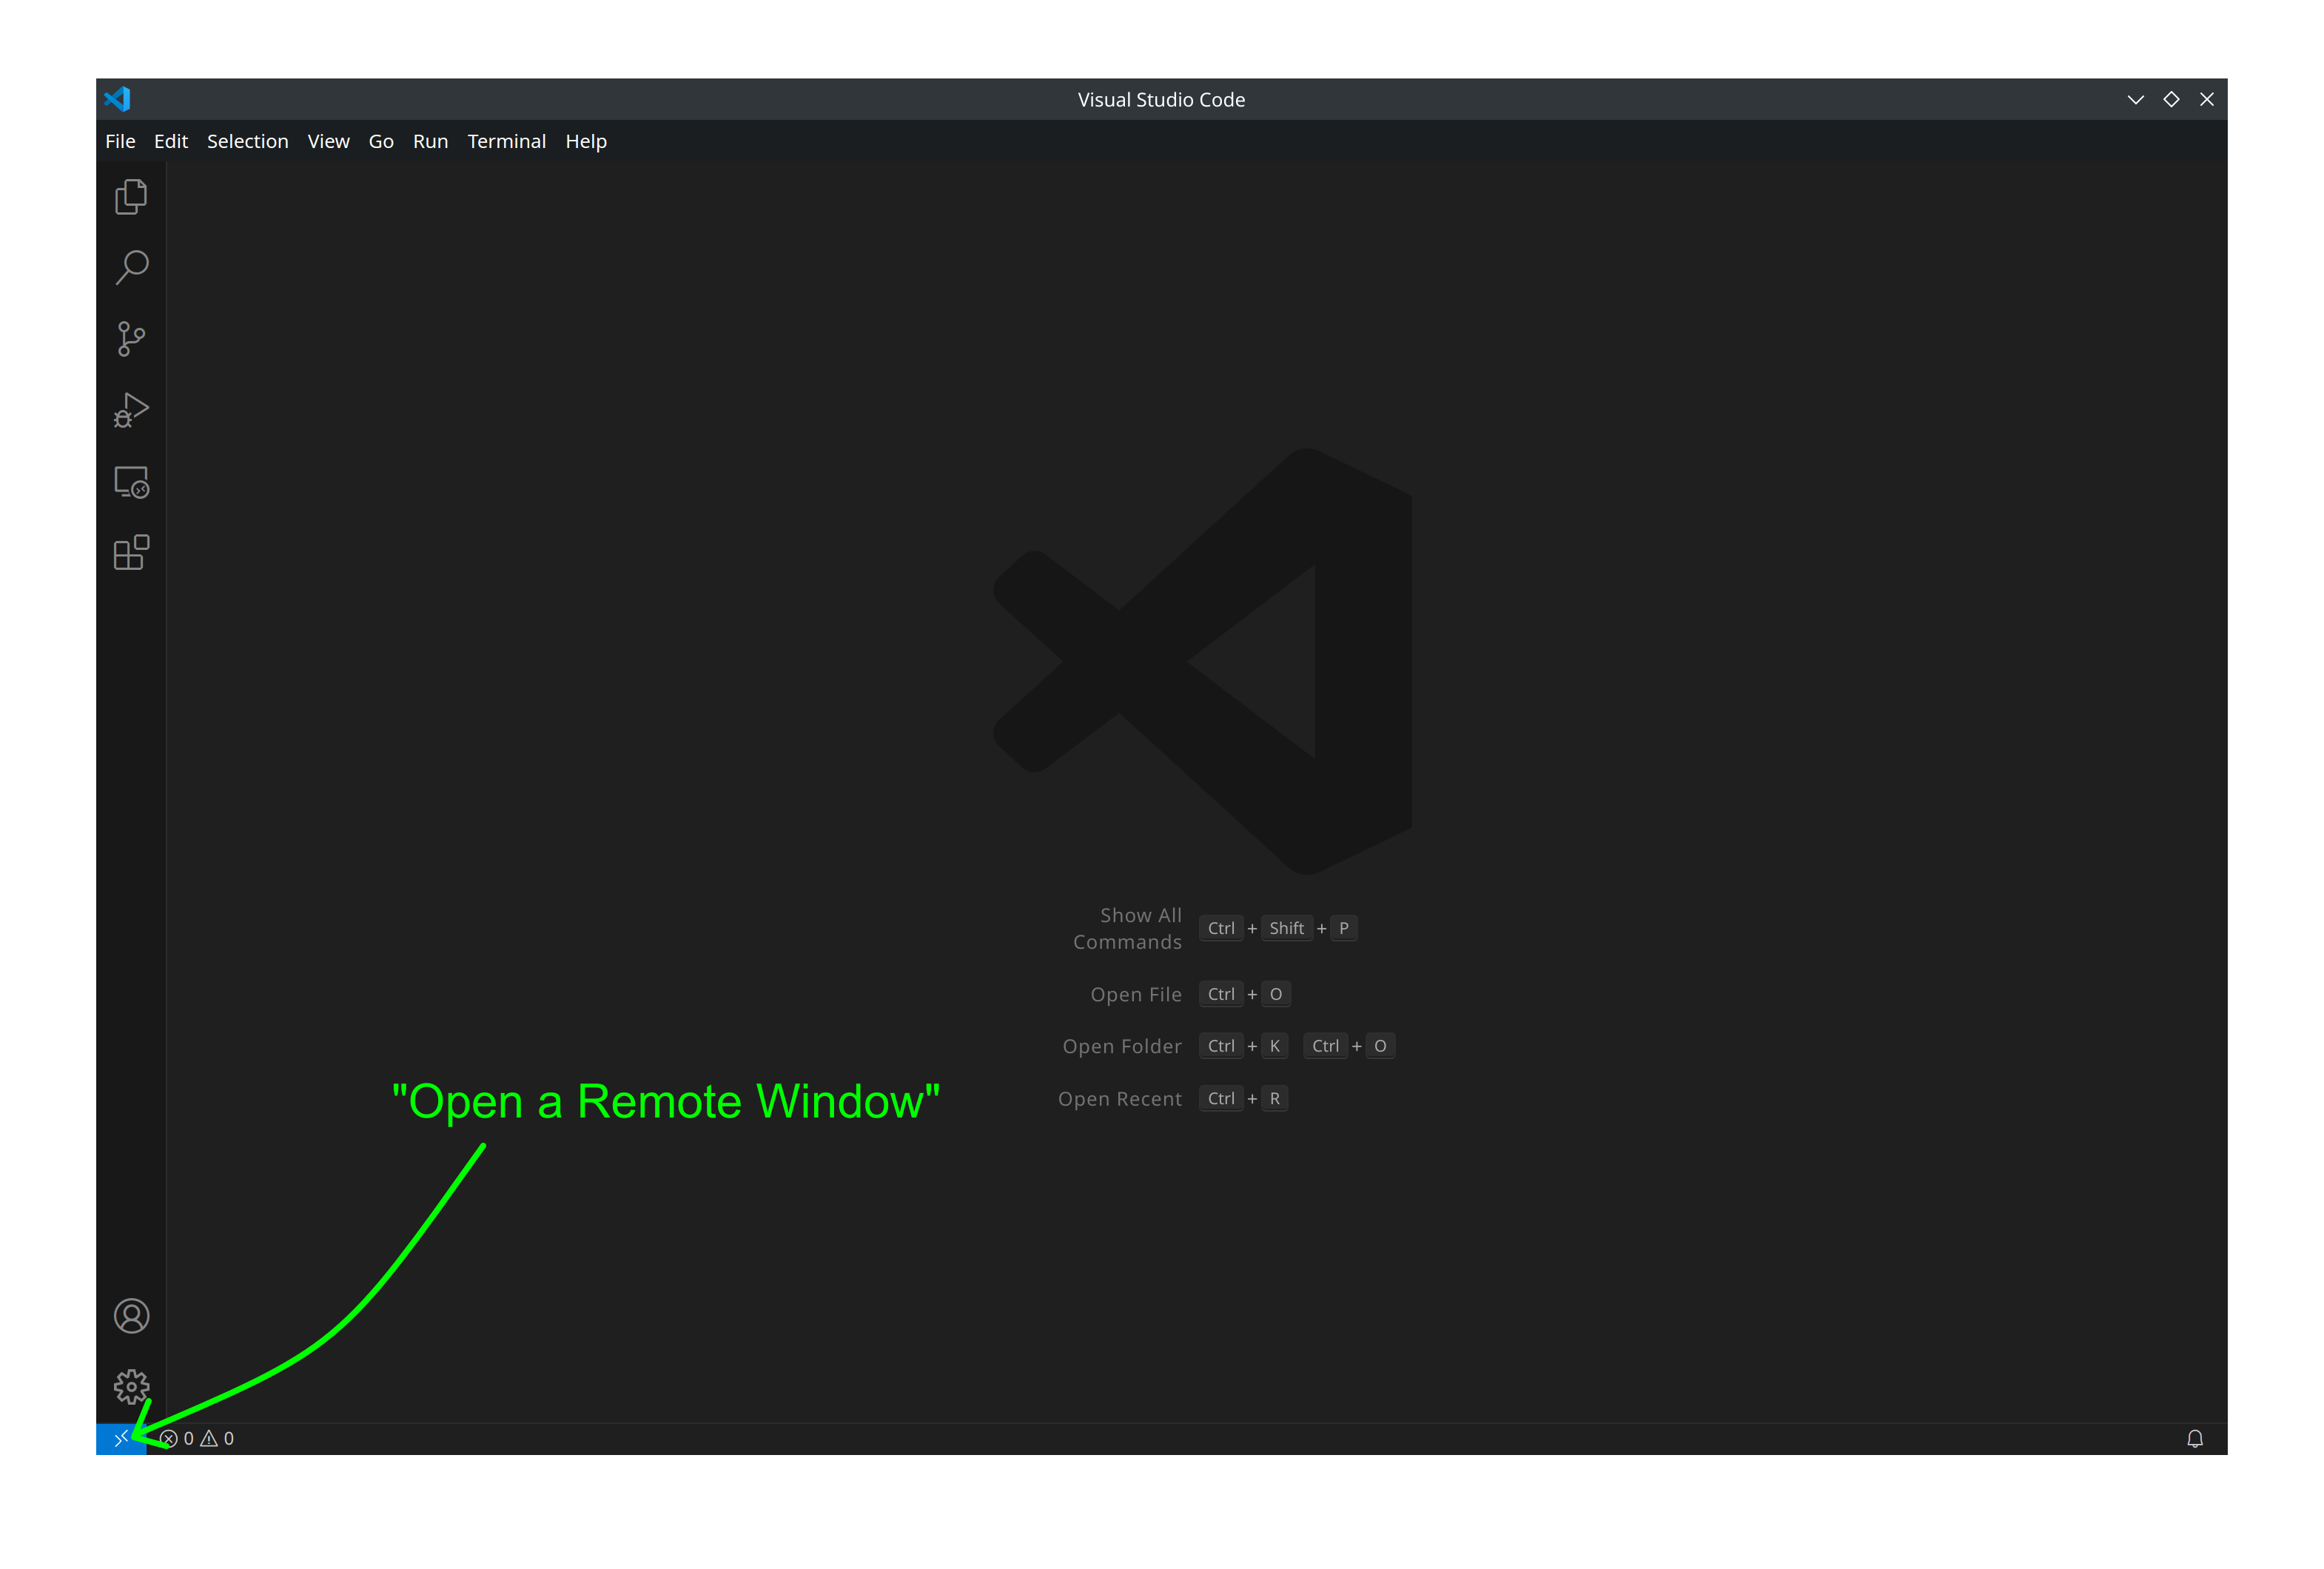 Visual Studio Code
File Edit Selection View Go Run Terminal Help
Show All
Commands
Ctrl + Shift + P
Open File Ctrl + O
Open Folder Ctrl + K Ctrl + O
Open Recent Ctrl + R
"Open a Remote Window"
0 0